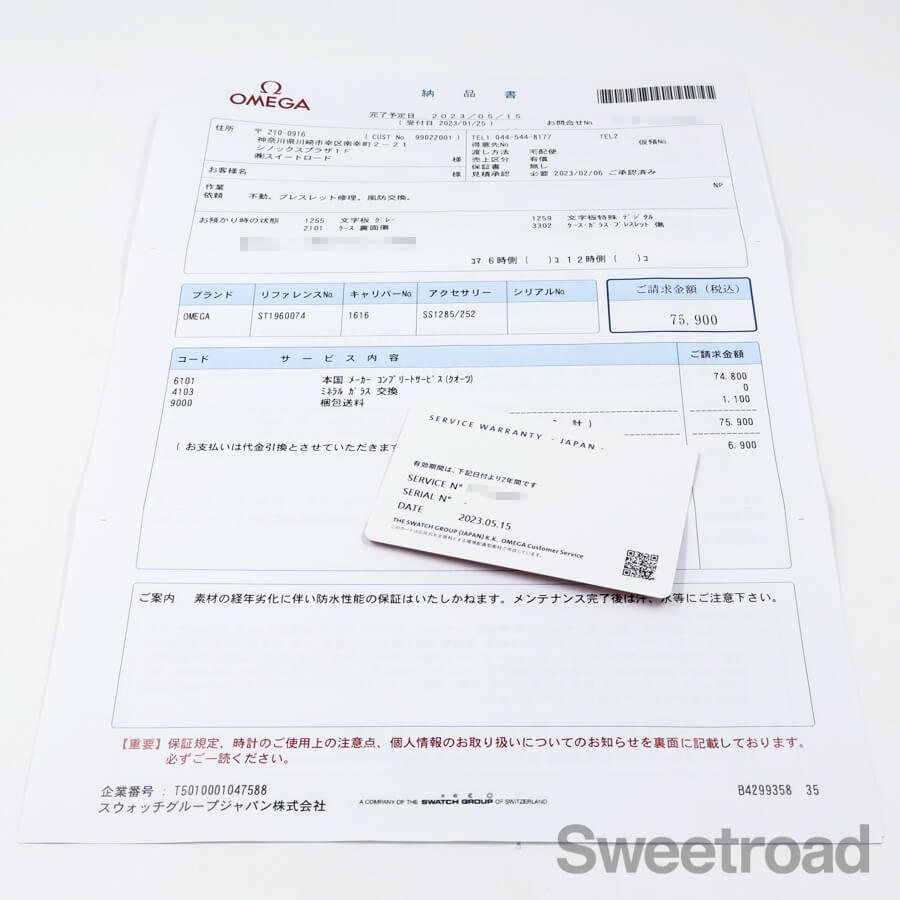 Ω
OMEGA
納品書
完了予定日 2023/05/15
( 受付日 2023/01/25 )
お問合せNo.
住所
〒 210-0916
( CUST No. 99022001 )
神奈川県川崎市幸区南幸町2-21
シノックスプラザ1F
㈱スイートロード
様
お客様名
様
TEL1 044-544-8177
TEL2
得意先No.
仮預No.
渡し方法 宅配便
売上区分 有償
保証書 無し
見積承認 必要 2023/02/06 ご承認済み
作業
依頼
不動。ブレスレット修理。風防交換。
NP
お預かり時の状態
1255 文字板 グレー
2101 ケース 裏面傷
1259 文字板特殊 デジタル
3302 ケース・ガラス・ブレスレット 傷
コマ 6時側 ( )コ 12時側 ( )コ
ブランド リファレンスNo. キャリバーNo. アクセサリー シリアルNo.
OMEGA ST1960074 1616 SS1285/252
ご請求金額 (税込)
75,900
コード サービス内容 ご請求金額
6101 本国 メーカー コンプリートサービス(クオーツ) 74.800
4103 ミネラル ガラス 交換 0
9000 梱包送料 1.100
計 ) 75.900
( お支払いは代金引換とさせていただきます
6.900
SERVICE WARRANTY - JAPAN -
有効期間は、下記日付より2年間です
SERVICE N°
SERIAL N° -
DATE 2023.05.15
THE SWATCH GROUP (JAPAN) K.K. OMEGA Customer Service
ご案内 素材の経年劣化に伴い防水性能の保証はいたしかねます。メンテナンス完了後は汗、水等にご注意下さい。
【重要】保証規定、時計のご使用上の注意点、個人情報のお取り扱いについてのお知らせを裏面に記載しております。
必ずご一読ください。
企業番号 : T5010001047588
スウォッチグループジャパン株式会社
A COMPANY OF THE SWATCH GROUP OF SWITZERLAND
B4299358 35
Sweetroad